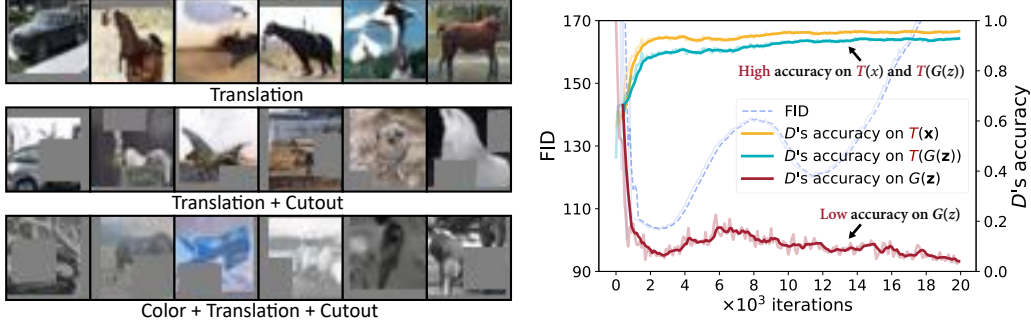 Translation
Translation + Cutout
Color + Translation + Cutout
170
150
130
110
90
FID
1.0
0.8
0.6
0.4
0.2
0.0
D's accuracy
High accuracy on T(x) and T(G(z))
FID
D's accuracy on T(x)
D's accuracy on T(G(z))
D's accuracy on G(z)
Low accuracy on G(z)
0 2 4 6 8 10 12 14 16 18 20
×10³ iterations